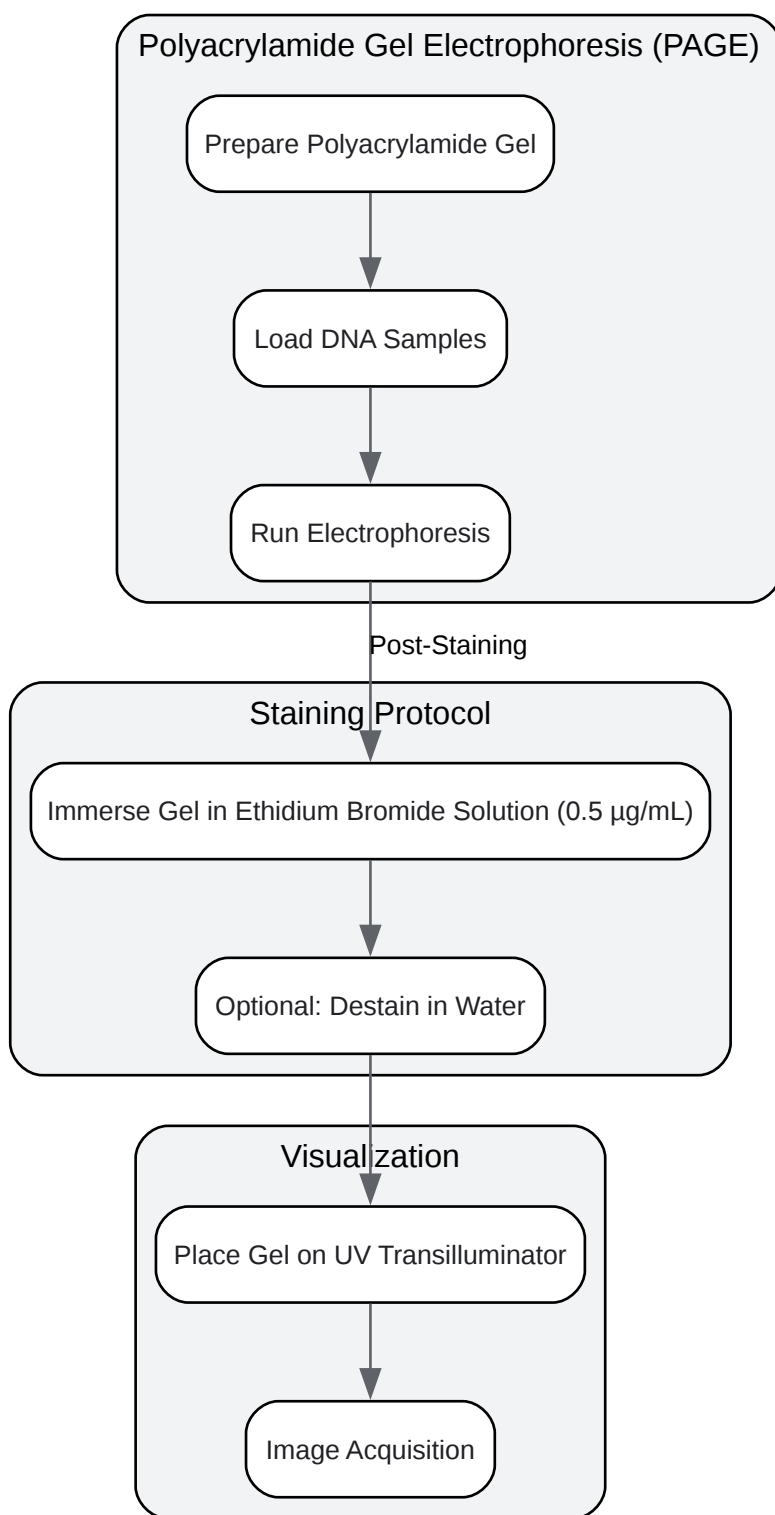 Polyacrylamide Gel Electrophoresis (PAGE)
Prepare Polyacrylamide Gel
Load DNA Samples
Run Electrophoresis
Post-Staining
Staining Protocol
Immerse Gel in Ethidium Bromide Solution (0.5 µg/mL)
Optional: Destain in Water
Visualization
Place Gel on UV Transilluminator
Image Acquisition